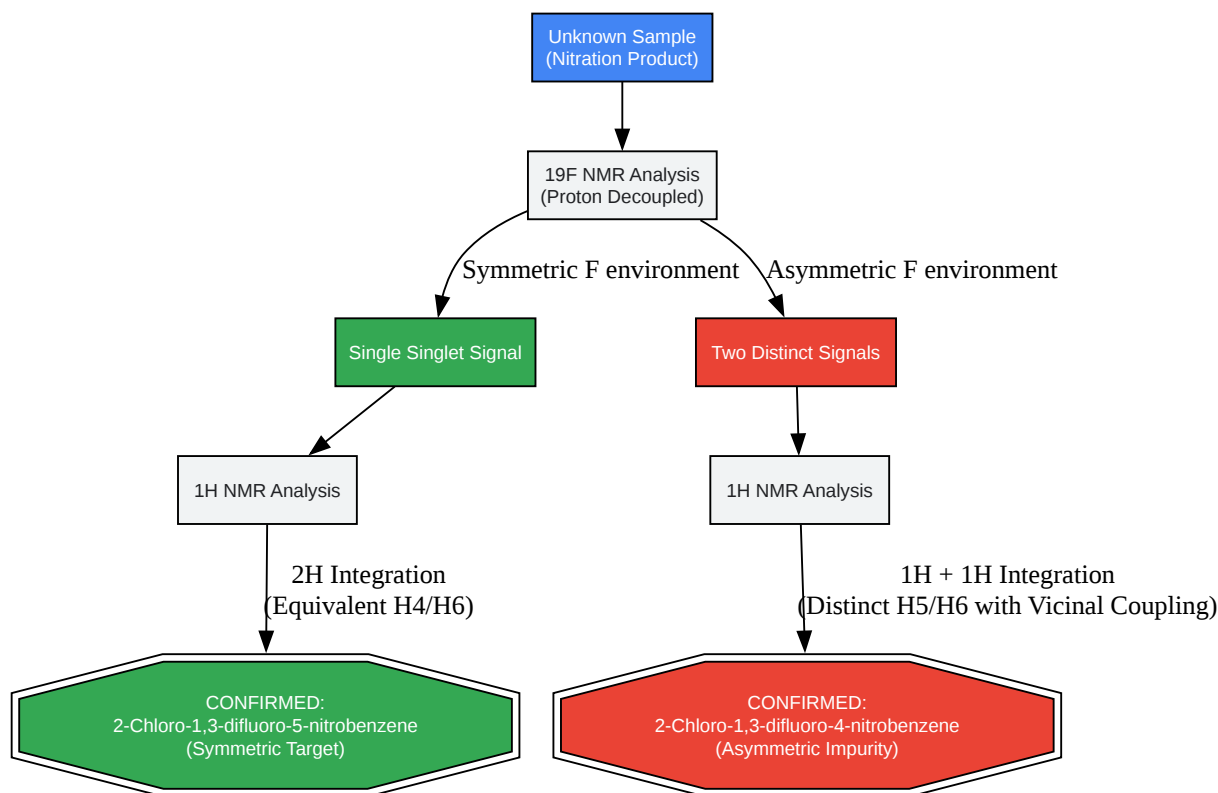 Unknown Sample
(Nitration Product)
19F NMR Analysis
(Proton Decoupled)
Symmetric F environment
Asymmetric F environment
Single Singlet Signal
Two Distinct Signals
1H NMR Analysis
1H NMR Analysis
2H Integration
(Equivalent H4/H6)
1H + 1H Integration
(Distinct H5/H6 with Vicinal Coupling)
CONFIRMED:
2-Chloro-1,3-difluoro-5-nitrobenzene
(Symmetric Target)
CONFIRMED:
2-Chloro-1,3-difluoro-4-nitrobenzene
(Asymmetric Impurity)